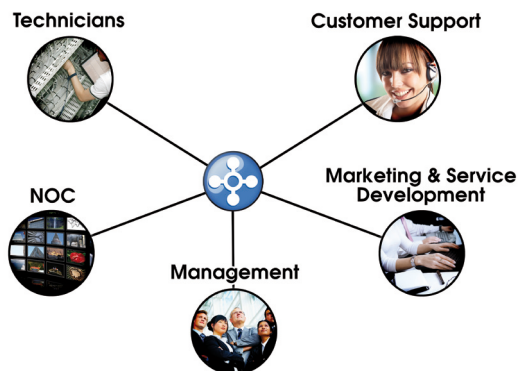 Technicians
Customer Support
NOC
Marketing & Service
Development
Management